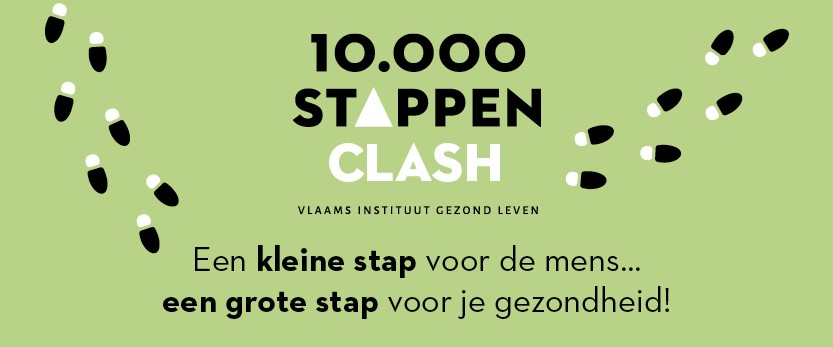 10.000
STAPPEN
CLASH
VLAAMS INSTITUUT GEZOND LEVEN
Een kleine stap voor de mens...
een grote stap voor je gezondheid!